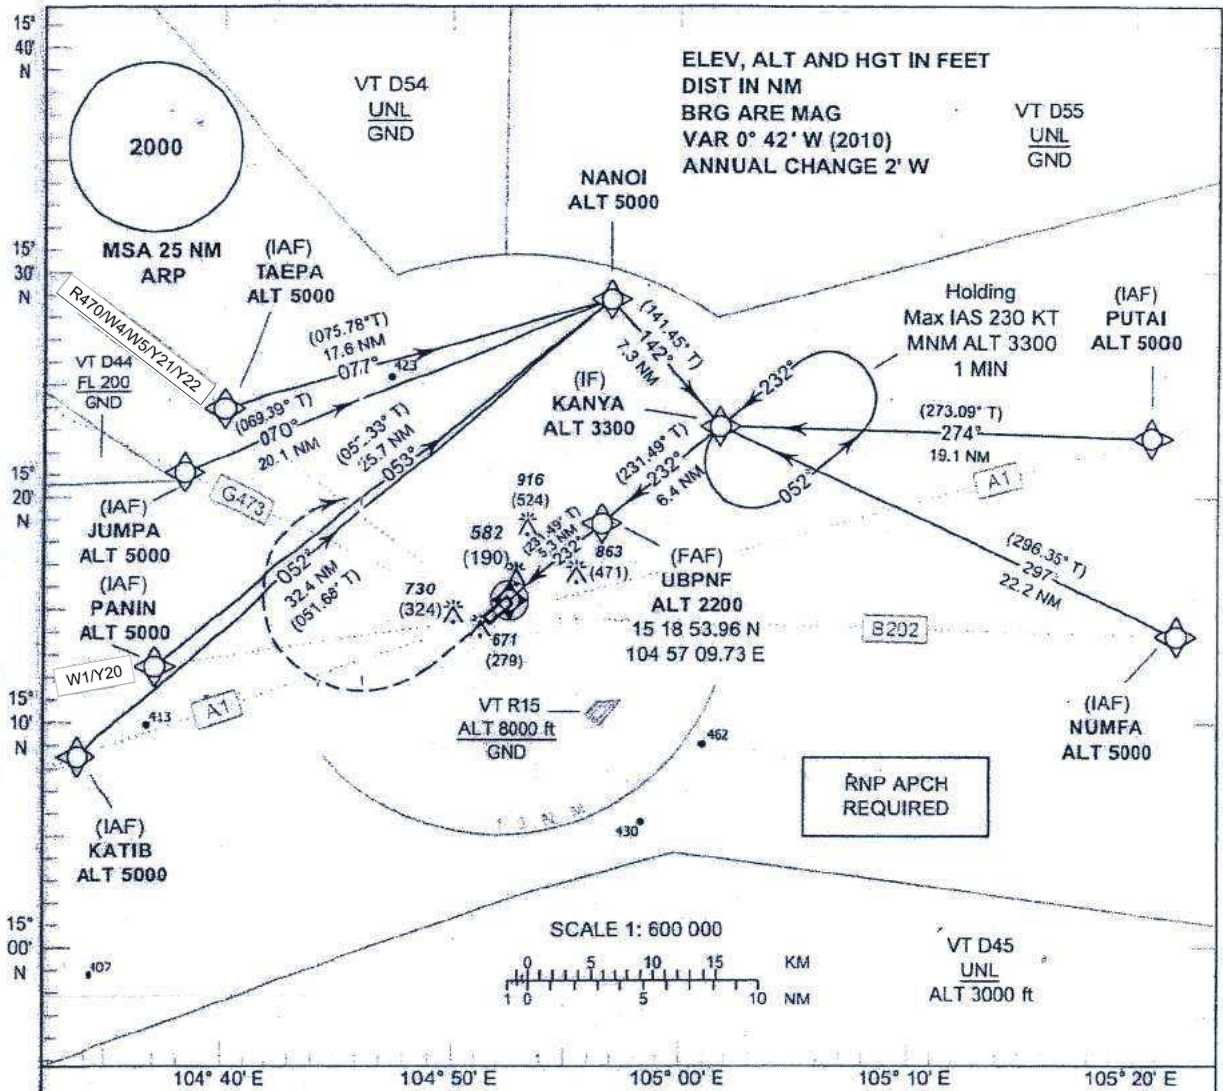 15°
40'
N
ELEV, ALT AND HGT IN FEET
DIST IN NM
BRG ARE MAG
VAR 0° 42' W (2010)
ANNUAL CHANGE 2' W
VT D54
UNL
GND
VT D55
UNL
GND
2000
MSA 25 NM
ARP
NANOI
ALT 5000
15°
30'
N
(IAF)
TAEPA
ALT 5000
R470/W4/W5/Y21/Y22
VT D44
FL 200
GND
(075.78° T)
17.6 NM
077°
423
(069.39° T)
070°
20.1 NM
(141.45° T)
142°
7.3 NM
Holding
Max IAS 230 KT
MNM ALT 3300
1 MIN
(IAF)
PUTAI
ALT 5000
(IF)
KANYA
ALT 3300
232°
052°
(273.09° T)
274°
19.1 NM
A1
25.7 NM
053°
(231.49° T)
232°
6.4 NM
15°
20'
N
(IAF)
JUMPA
ALT 5000
G473
916
(524)
582
(190)
(231.49° T)
5.3 NM
232°
863
(471)
(FAF)
UBPNF
ALT 2200
15 18 53.96 N
104 57 09.73 E
(296.35° T)
297°
22.2 NM
052°
32.4 NM
(051.68° T)
730
(324)
671
(279)
(IAF)
PANIN
ALT 5000
W1/Y20
B202
15°
10'
N
A1
413
VT R15
ALT 8000 ft
GND
462
430
(IAF)
NUMFA
ALT 5000
RNP APCH
REQUIRED
(IAF)
KATIB
ALT 5000
15°
00'
N
407
SCALE 1: 600 000
0 5 10 15 KM
1 0 5 10 NM
VT D45
UNL
ALT 3000 ft
104° 40' E
104° 50' E
105° 00' E
105° 10' E
105° 20' E